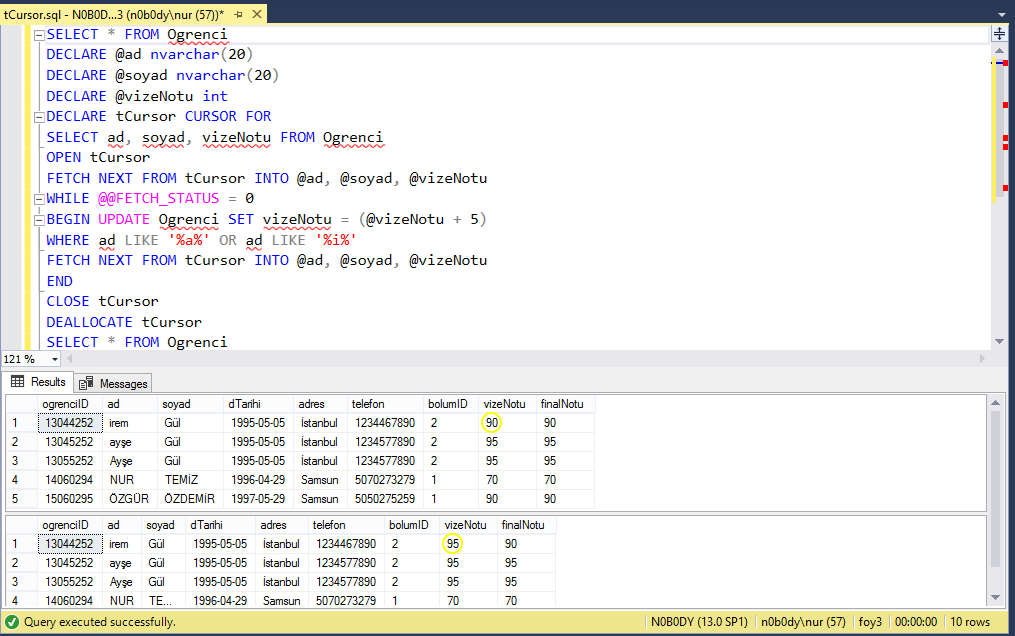 tCursor.sql - N0B0D...3 (n0b0dy\nur (57))*
SELECT * FROM Ogrenci
DECLARE @ad nvarchar(20)
DECLARE @soyad nvarchar(20)
DECLARE @vizeNotu int
DECLARE tCursor CURSOR FOR
SELECT ad, soyad, vizeNotu FROM Ogrenci
OPEN tCursor
FETCH NEXT FROM tCursor INTO @ad, @soyad, @vizeNotu
WHILE @@FETCH_STATUS = 0
BEGIN UPDATE Ogrenci SET vizeNotu = (@vizeNotu + 5)
WHERE ad LIKE '%a%' OR ad LIKE '%i%'
FETCH NEXT FROM tCursor INTO @ad, @soyad, @vizeNotu
END
CLOSE tCursor
DEALLOCATE tCursor
SELECT * FROM Ogrenci
121 %
Results Messages
ogrenciID ad soyad dTarihi adres telefon bolumID vizeNotu finalNotu
1 13044252 irem Gül 1995-05-05 İstanbul 1234467890 2 90 90
2 13045252 ayşe Gül 1995-05-05 İstanbul 1234577890 2 95 95
3 13055252 Ayşe Gül 1995-05-05 İstanbul 1234577890 2 95 95
4 14060294 NUR TEMİZ 1996-04-29 Samsun 5070273279 1 70 70
5 15060295 ÖZGÜR ÖZDEMİR 1997-05-29 Samsun 5050275259 1 90 90
ogrenciID ad soyad dTarihi adres telefon bolumID vizeNotu finalNotu
1 13044252 irem Gül 1995-05-05 İstanbul 1234467890 2 95 90
2 13045252 ayşe Gül 1995-05-05 İstanbul 1234577890 2 95 95
3 13055252 Ayşe Gül 1995-05-05 İstanbul 1234577890 2 95 95
4 14060294 NUR TE... 1996-04-29 Samsun 5070273279 1 70 70
Query executed successfully. N0B0DY (13.0 SP1) n0b0dy\nur (57) foy3 00:00:00 10 rows